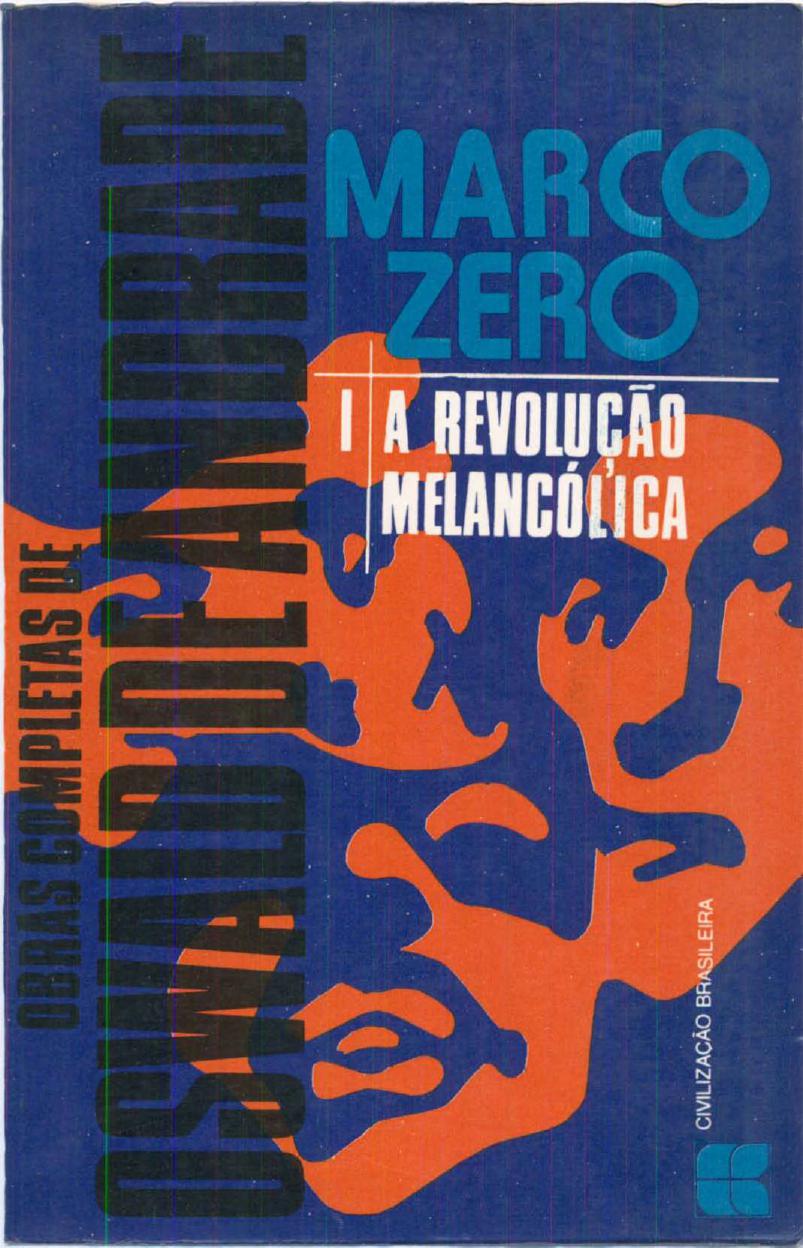 OBRAS COMPLETAS DE
OSWALD DE ANDRADE
MARCO
ZERO
I A REVOLUÇÃO
MELANCÓLICA
CIVILIZAÇÃO BRASILEIRA